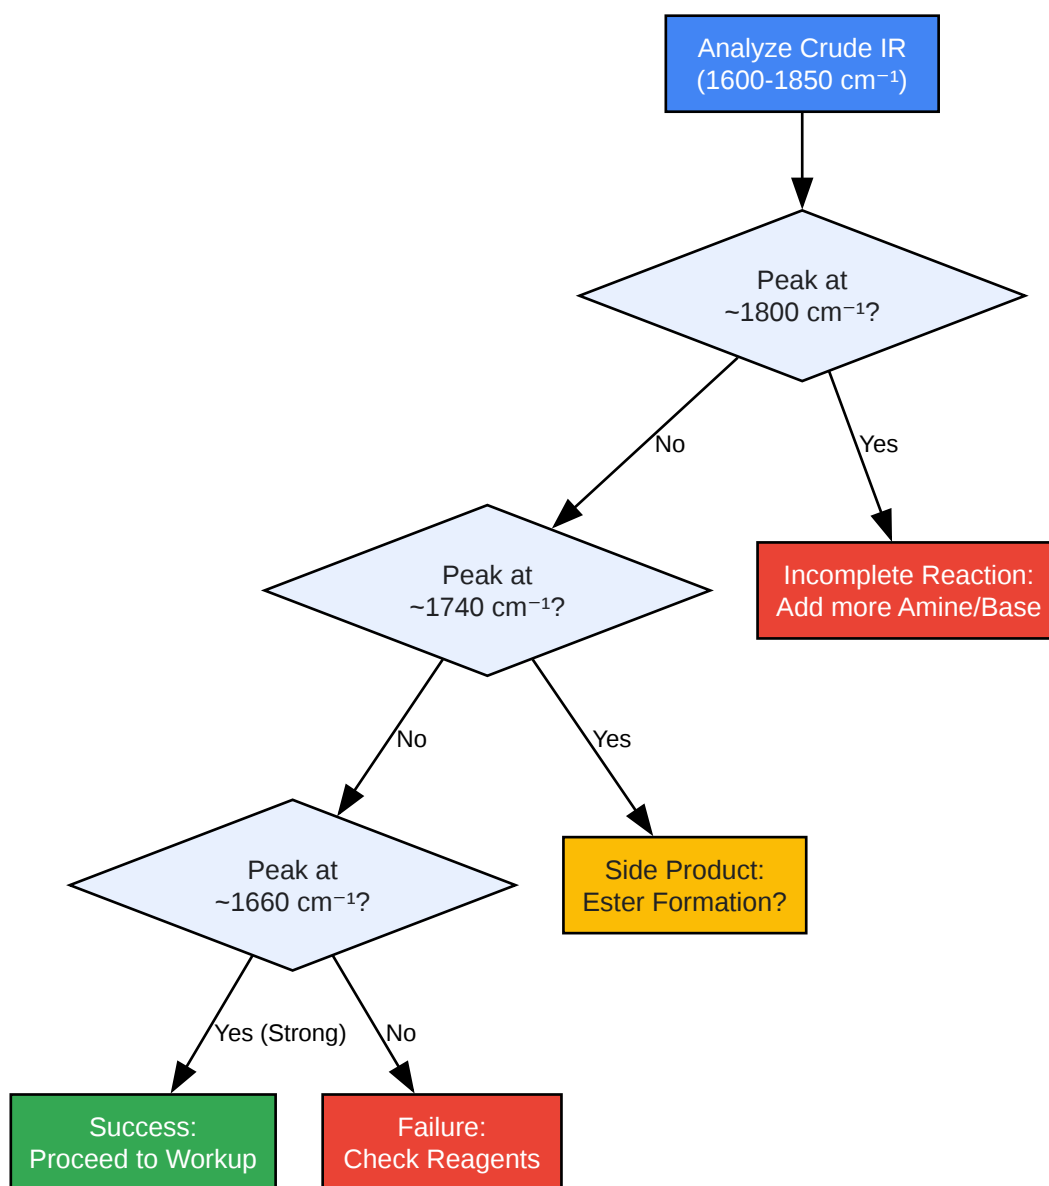 Analyze Crude IR
(1600-1850 cm⁻¹)
Peak at
~1800 cm⁻¹?
No
Yes
Peak at
~1740 cm⁻¹?
Incomplete Reaction:
Add more Amine/Base
No
Yes
Peak at
~1660 cm⁻¹?
Side Product:
Ester Formation?
Yes (Strong)
No
Success:
Proceed to Workup
Failure:
Check Reagents